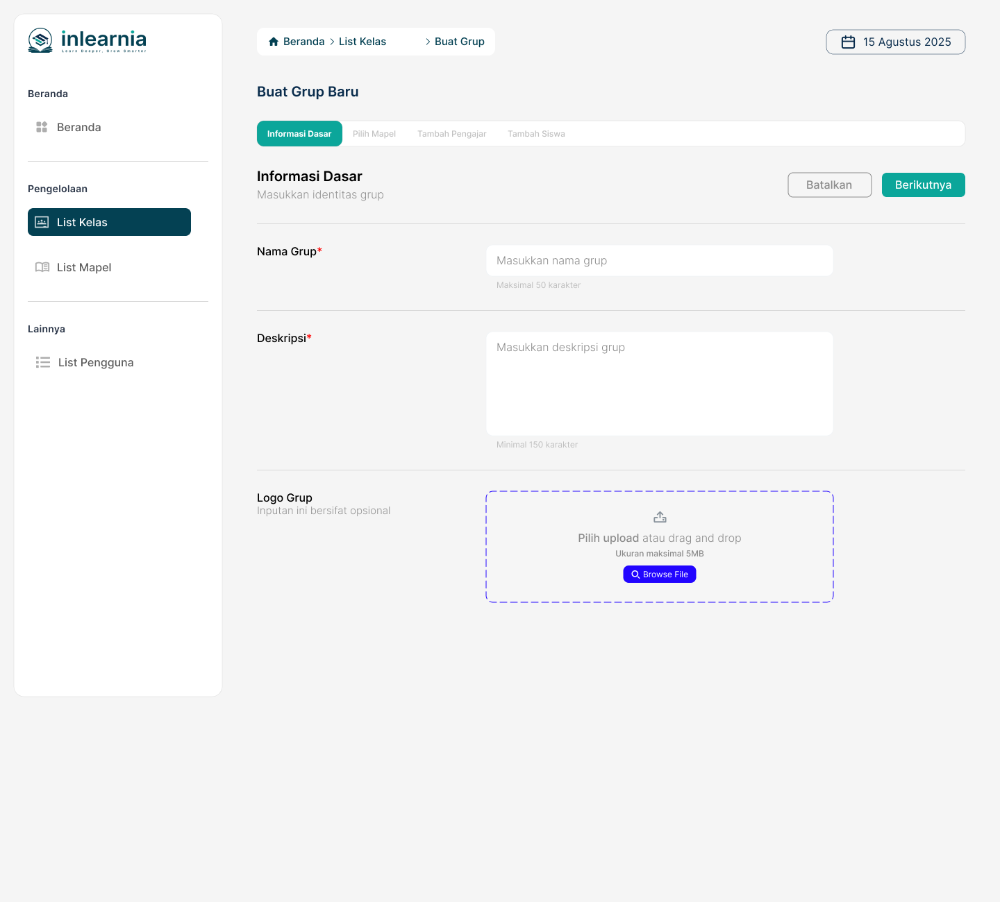 inlearnia
Learn Deeper, Grow Smarter
Beranda
Beranda
Pengelolaan
List Kelas
List Mapel
Lainnya
List Pengguna
Beranda > List Kelas > Buat Grup
15 Agustus 2025
Buat Grup Baru
Informasi Dasar Pilih Mapel Tambah Pengajar Tambah Siswa
Informasi Dasar
Masukkan identitas grup
Batalkan Berikutnya
Nama Grup*
Masukkan nama grup
Maksimal 50 karakter
Deskripsi*
Masukkan deskripsi grup
Minimal 150 karakter
Logo Grup
Inputan ini bersifat opsional
Pilih upload atau drag and drop
Ukuran maksimal 5MB
Browse File